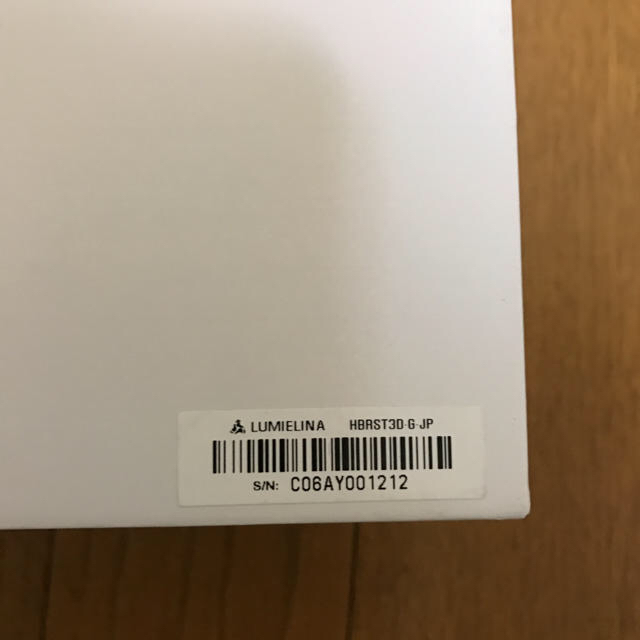 LUMIELINA HBRST3D-G-JP
S/N: C06AY001212